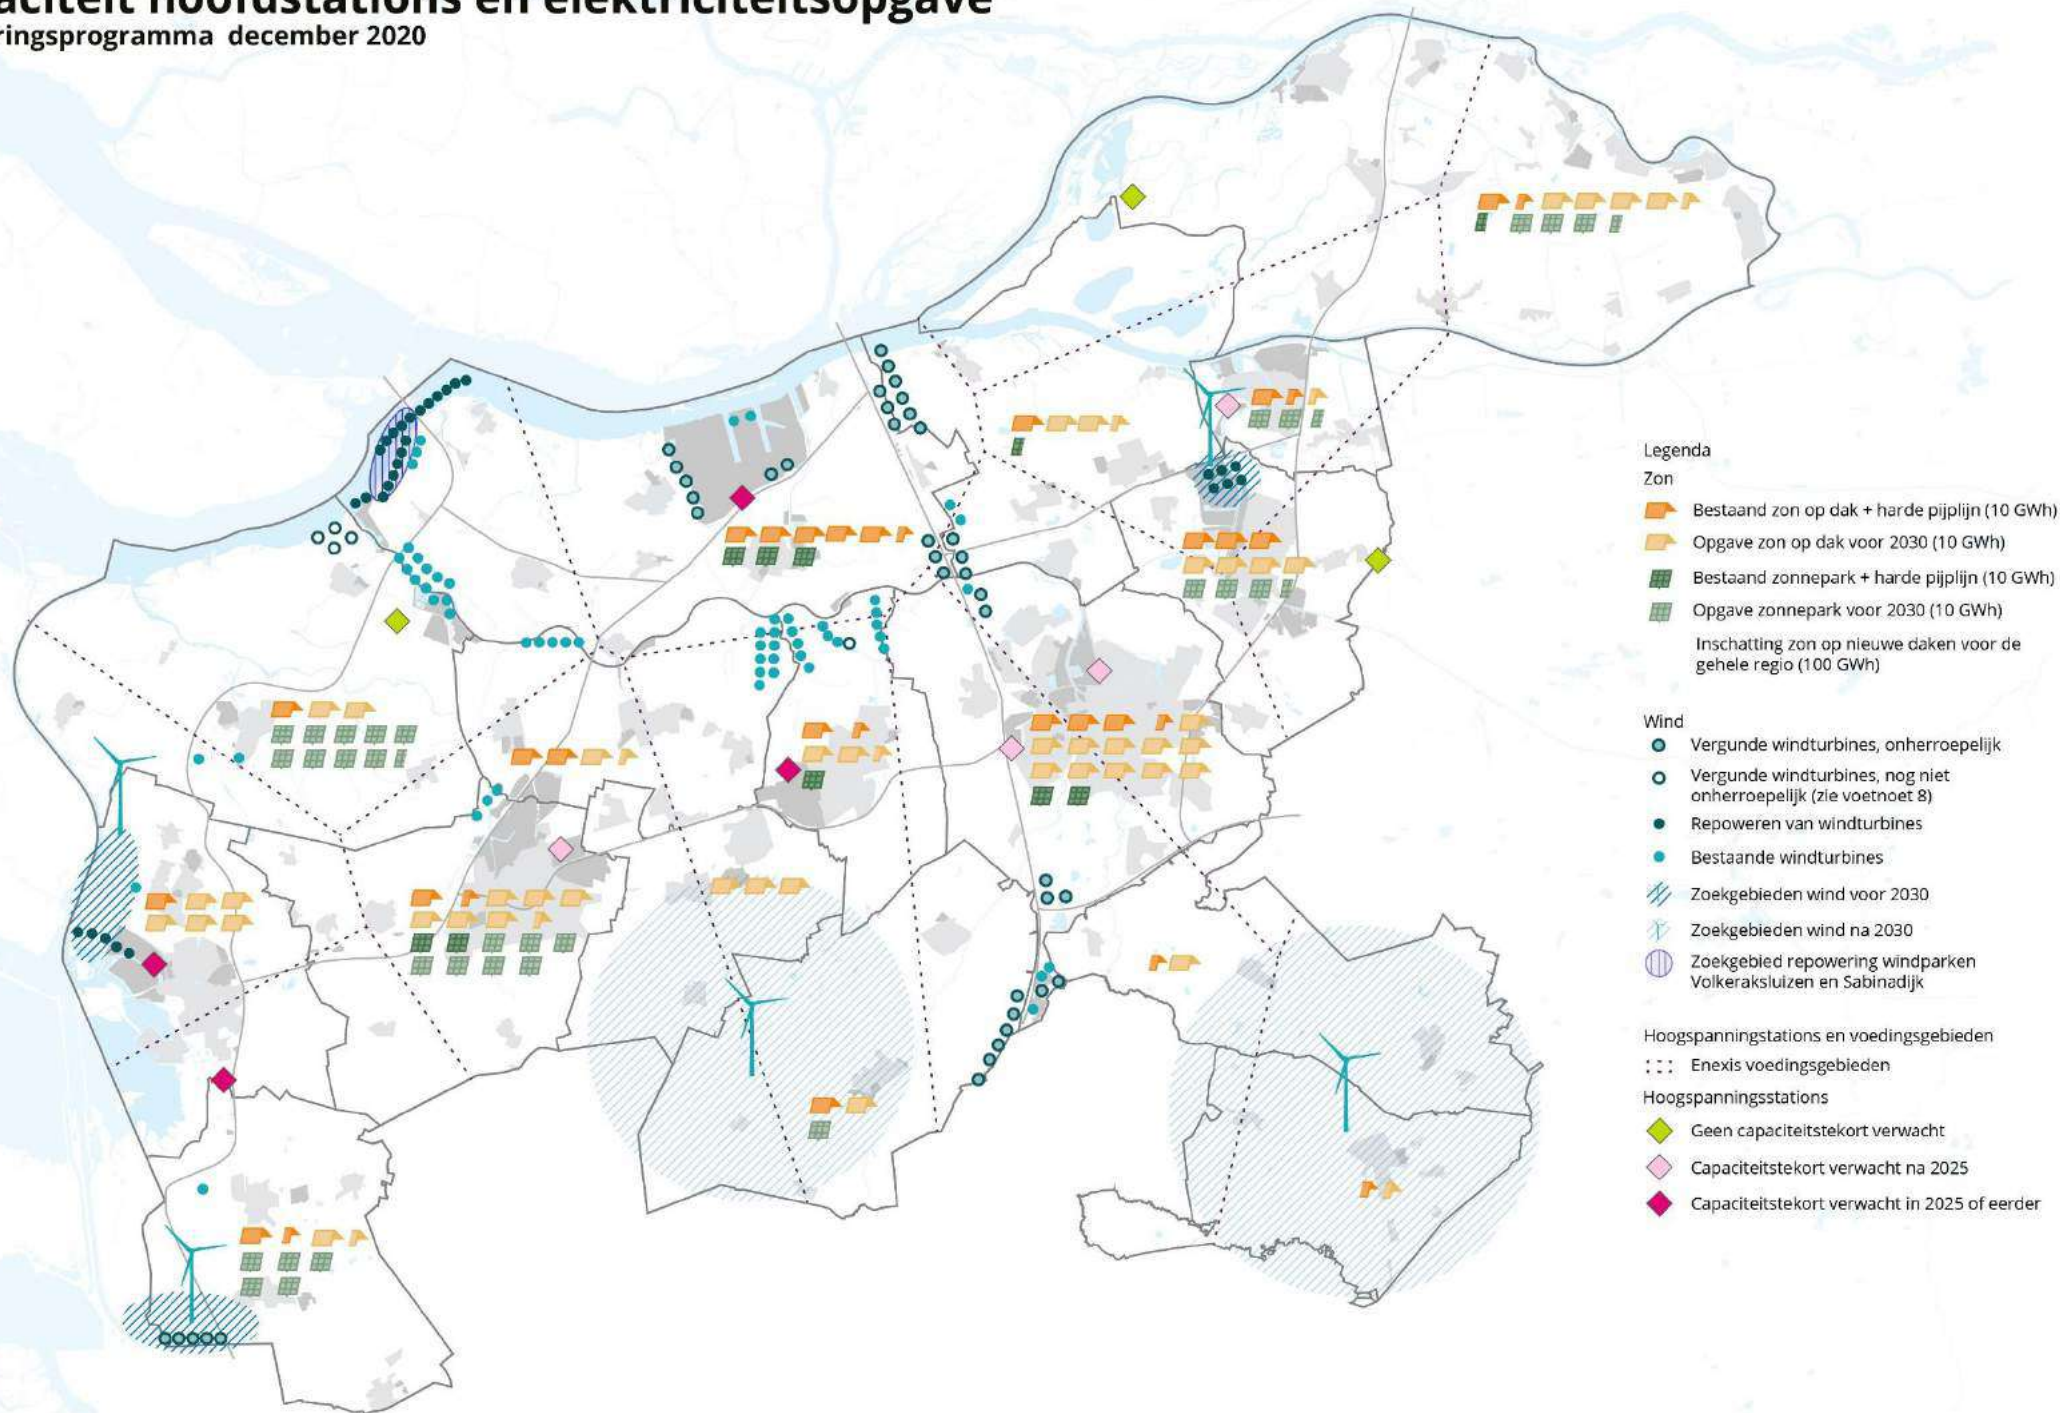 hoofdstations en elektriciteitsopgave
december 2020
Legenda
Zon
Bestaand zon op dak + harde pijplijn (10 GWh)
Opgave zon op dak voor 2030 (10 GWh)
Bestaand zonnepark + harde pijplijn (10 GWh)
Opgave zonnepark voor 2030 (10 GWh)
Inschatting zon op nieuwe daken voor de
gehele regio (100 GWh)
Wind
Vergunde windturbines, onherroepelijk
Vergunde windturbines, nog niet
onherroepelijk (zie voetnoet 8)
Repoweren van windturbines
Bestaande windturbines
Zoekgebieden wind voor 2030
Zoekgebieden wind na 2030
Zoekgebied repowering windparken
Volkeraksluizen en Sabinadijk
Hoogspanningstations en voedingsgebieden
Enexis voedingsgebieden
Hoogspanningsstations
Geen capaciteitstekort verwacht
Capaciteitstekort verwacht na 2025
Capaciteitstekort verwacht in 2025 of eerder